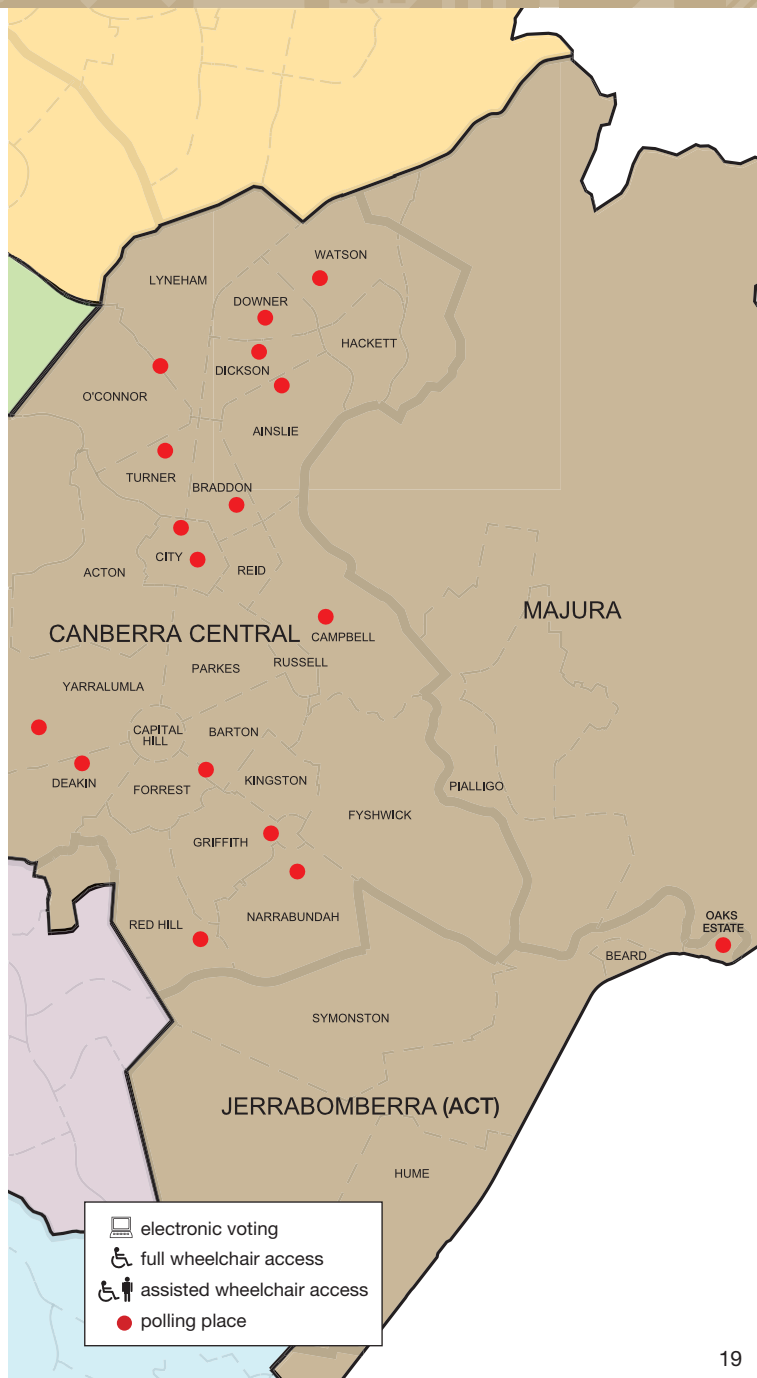 WATSON
LYNEHAM
DOWNER
HACKETT
DICKSON
O'CONNOR
AINSLIE
TURNER
BRADDON
CITY
ACTON
REID
MAJURA
CANBERRA CENTRAL
CAMPBELL
RUSSELL
PARKES
YARRALUMLA
CAPITAL
HILL
BARTON
DEAKIN
FORREST
KINGSTON
PIALLIGO
FYSHWICK
GRIFFITH
NARRABUNDAH
RED HILL
OAKS
ESTATE
BEARD
SYMONSTON
JERRABOMBERRA (ACT)
HUME
electronic voting
full wheelchair access
assisted wheelchair access
polling place
19